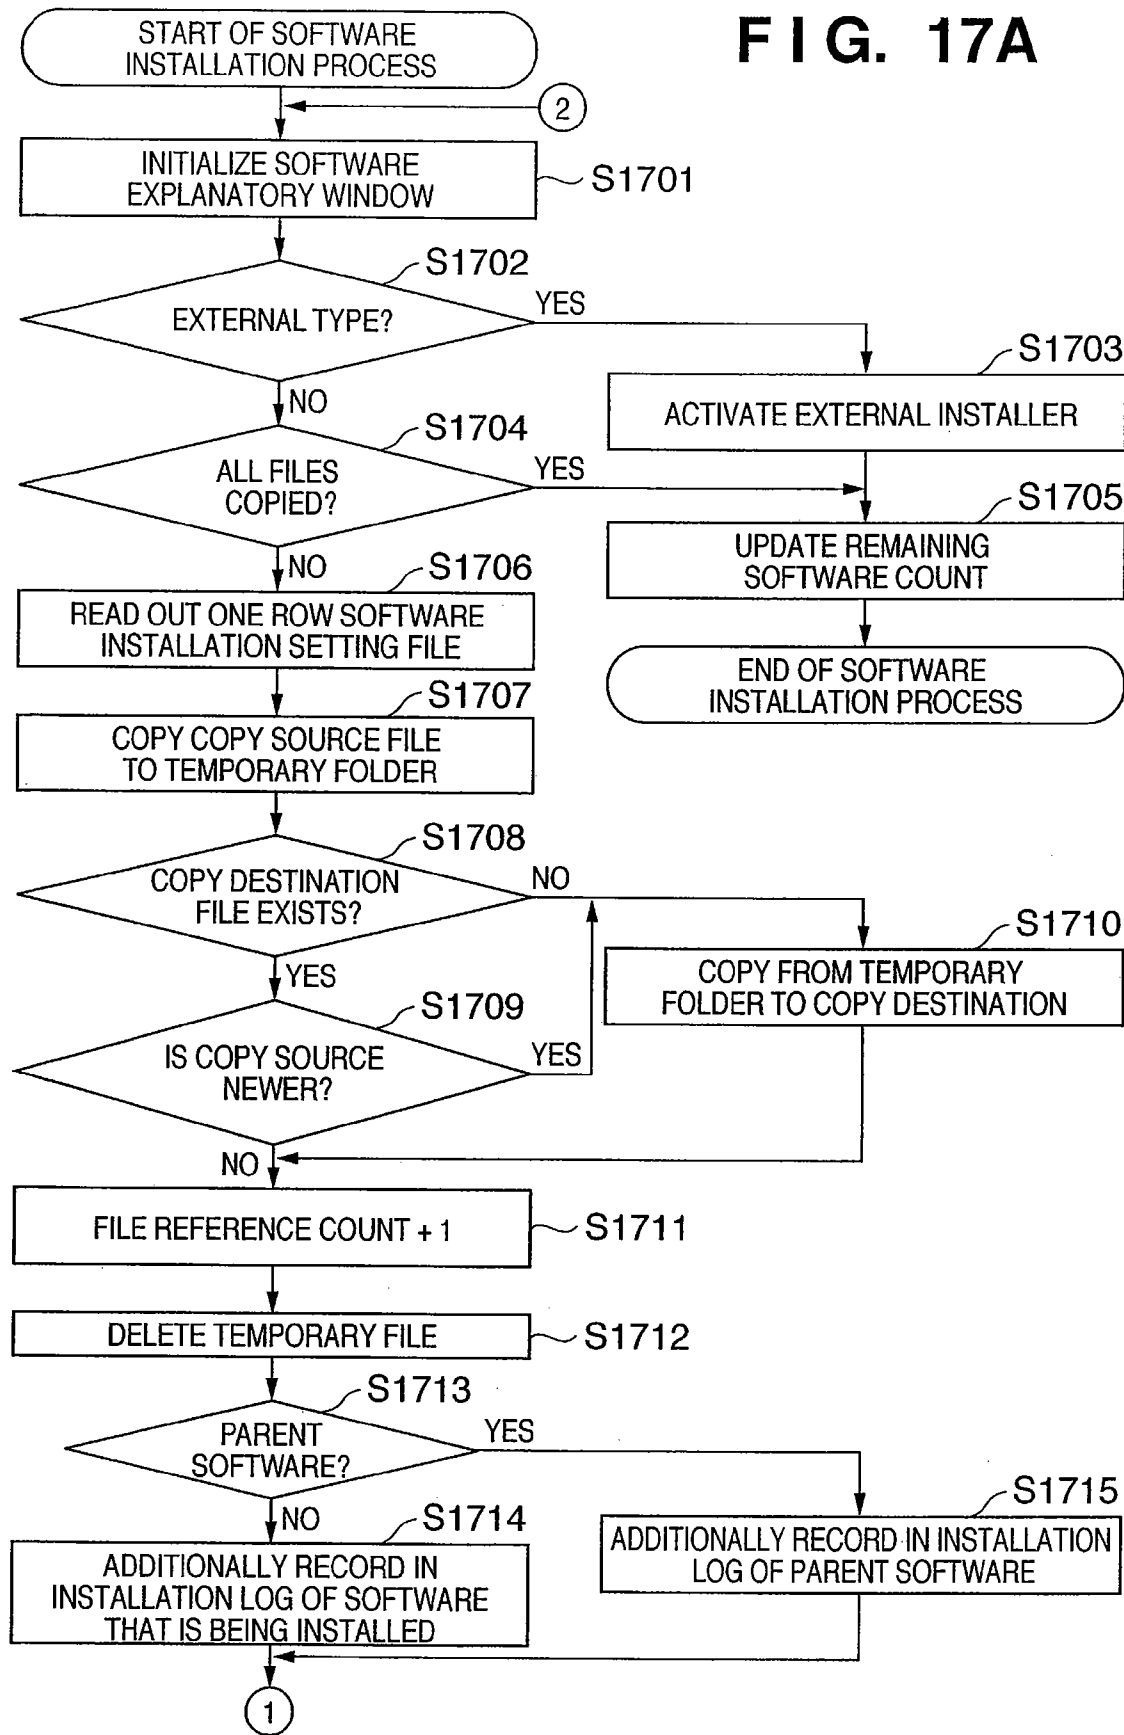 FIG. 17A
START OF SOFTWARE
INSTALLATION PROCESS
2
INITIALIZE SOFTWARE
EXPLANATORY WINDOW
S1701
S1702
EXTERNAL TYPE?
YES
NO
S1703
ACTIVATE EXTERNAL INSTALLER
S1704
ALL FILES
COPIED?
YES
NO
S1705
UPDATE REMAINING
SOFTWARE COUNT
END OF SOFTWARE
INSTALLATION PROCESS
S1706
READ OUT ONE ROW SOFTWARE
INSTALLATION SETTING FILE
S1707
COPY COPY SOURCE FILE
TO TEMPORARY FOLDER
S1708
COPY DESTINATION
FILE EXISTS?
NO
YES
S1710
COPY FROM TEMPORARY
FOLDER TO COPY DESTINATION
S1709
IS COPY SOURCE
NEWER?
YES
NO
FILE REFERENCE COUNT + 1
S1711
DELETE TEMPORARY FILE
S1712
S1713
PARENT
SOFTWARE?
YES
NO
S1714
ADDITIONALLY RECORD IN
INSTALLATION LOG OF SOFTWARE
THAT IS BEING INSTALLED
S1715
ADDITIONALLY RECORD IN INSTALLATION
LOG OF PARENT SOFTWARE
1